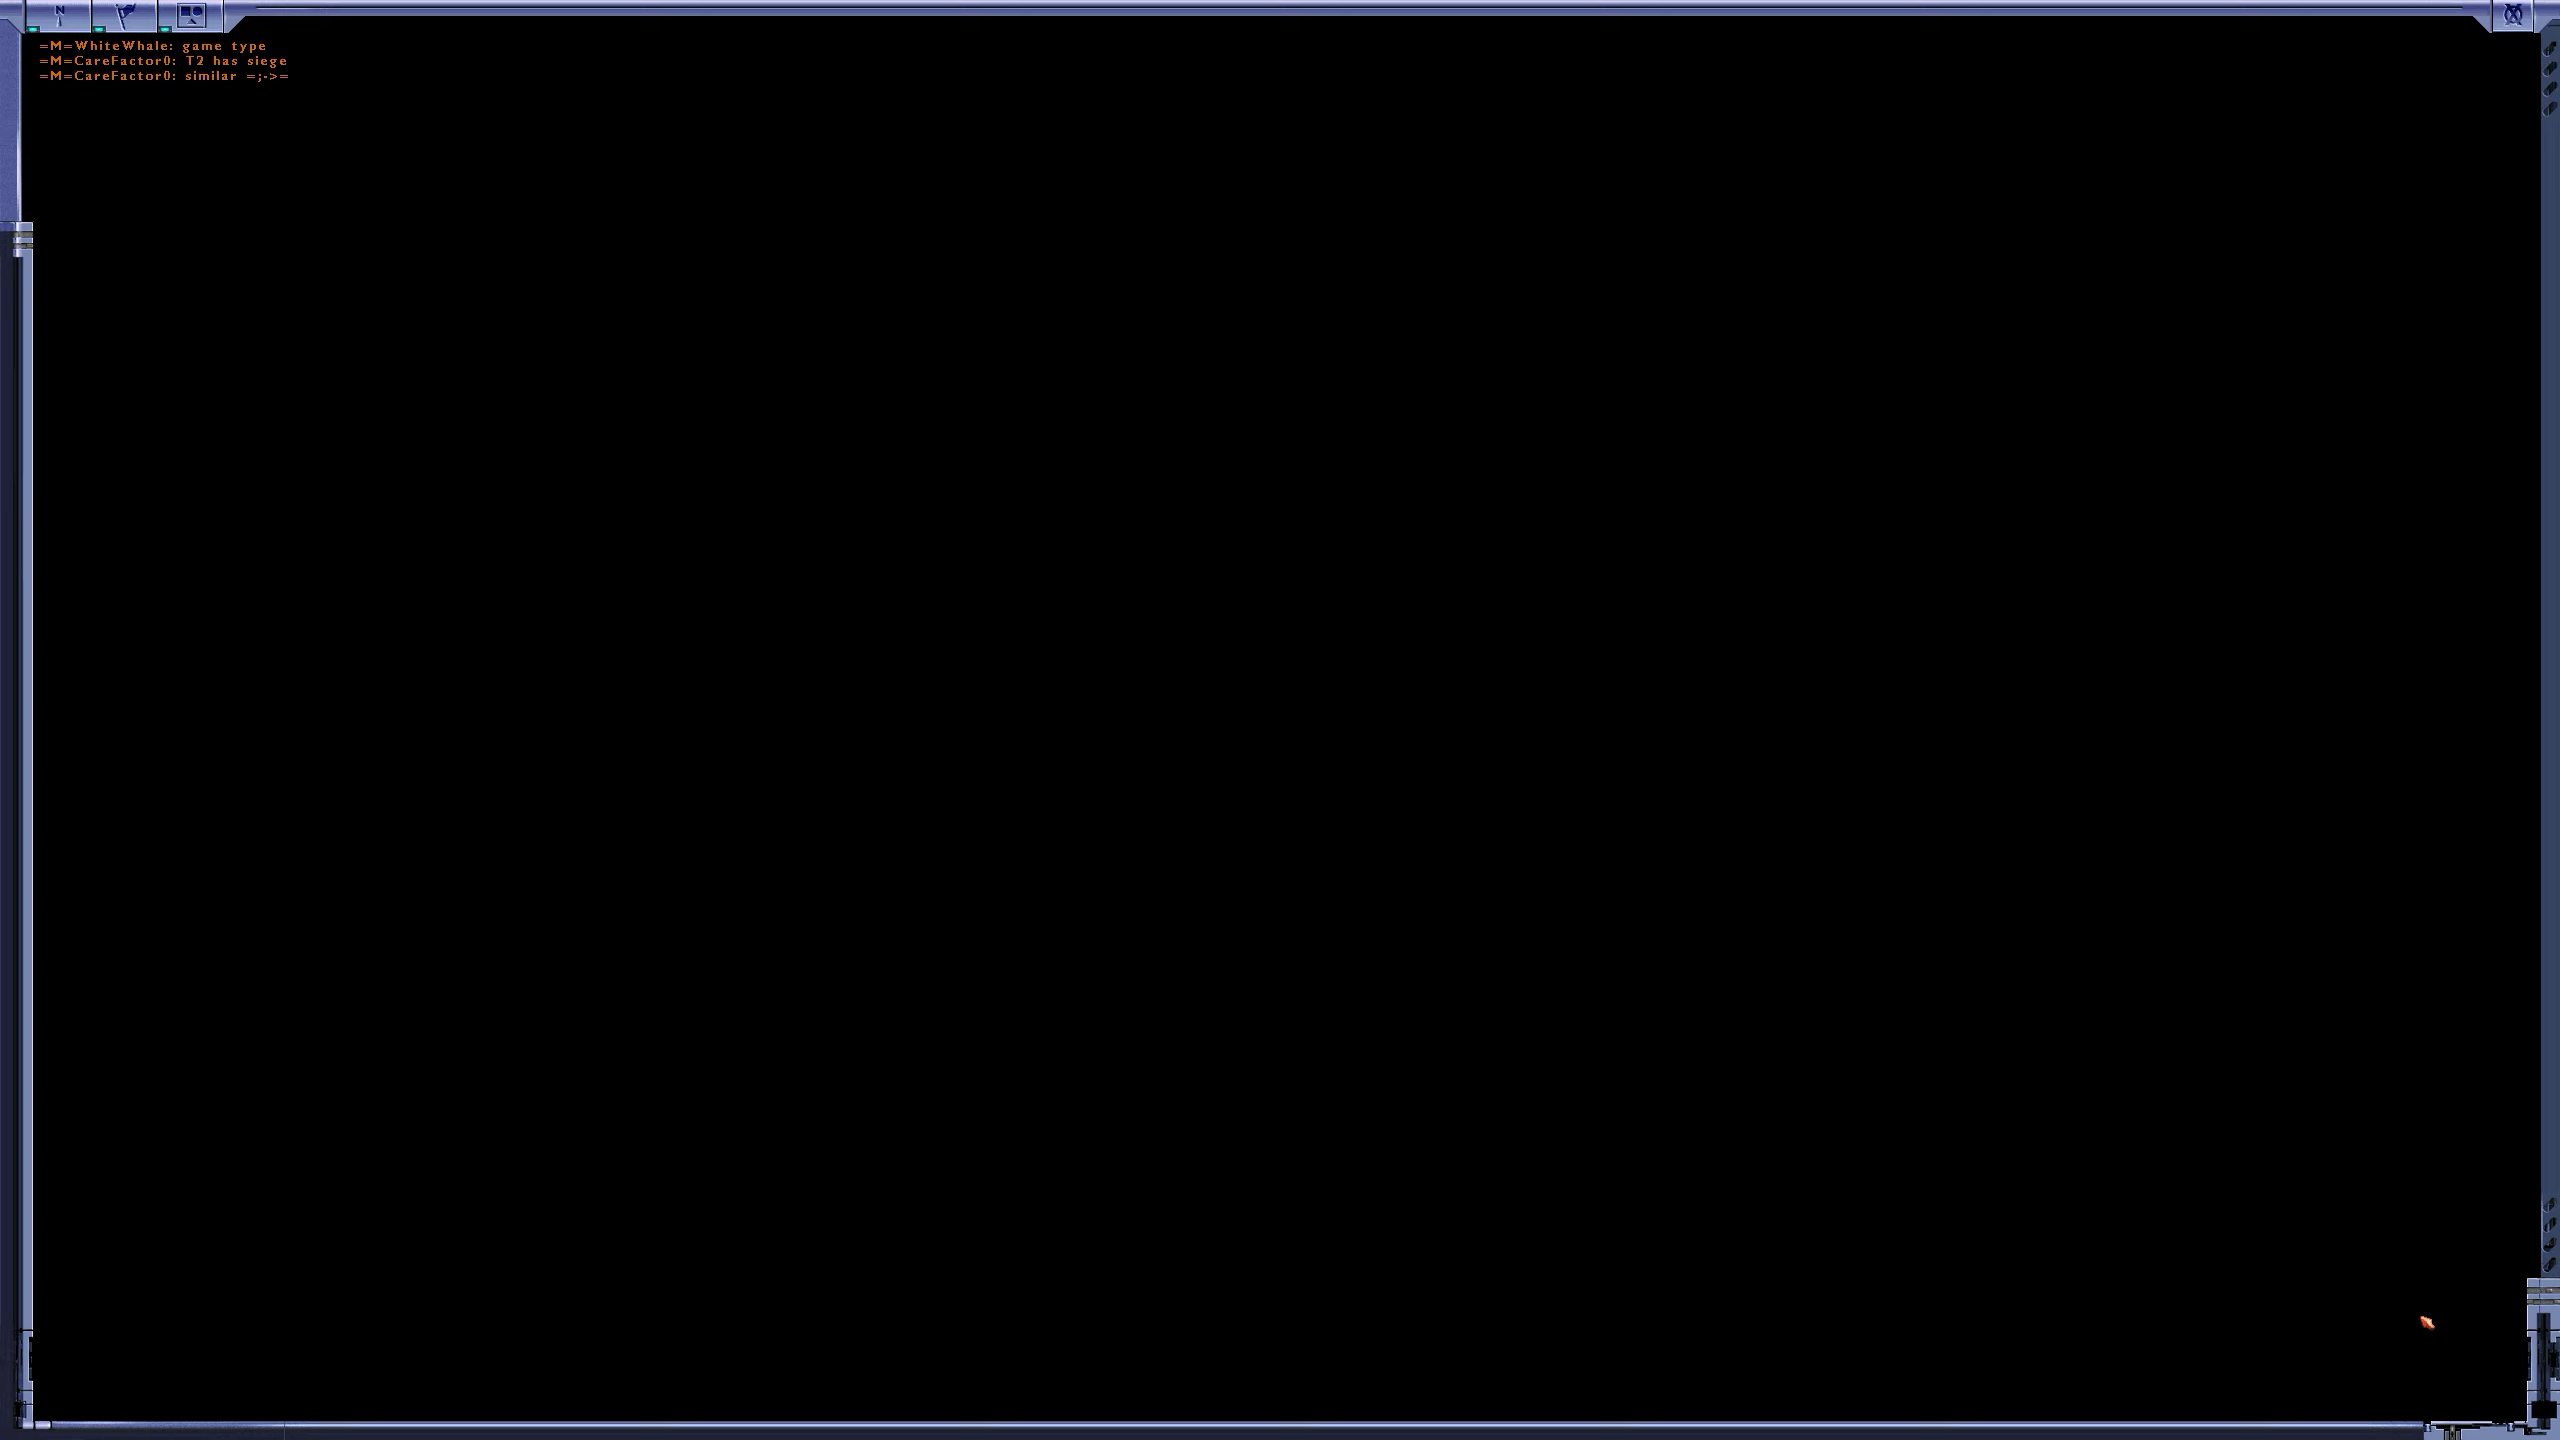 N
=M=WhiteWhale: game type
=M=CareFactor0: T2 has siege
=M=CareFactor0: similar =;->=